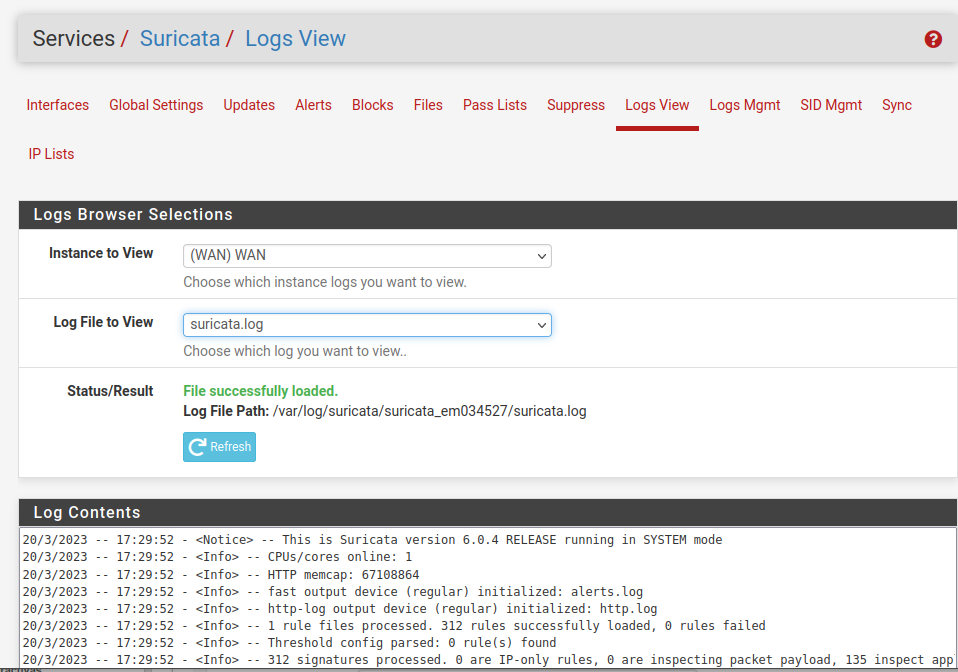 Services / Suricata / Logs View
Interfaces Global Settings Updates Alerts Blocks Files Pass Lists Suppress Logs View Logs Mgmt SID Mgmt Sync
IP Lists
Logs Browser Selections
Instance to View (WAN) WAN
Choose which instance logs you want to view.
Log File to View suricata.log
Choose which log you want to view..
Status/Result File successfully loaded.
Log File Path: /var/log/suricata/suricata_em034527/suricata.log
Refresh
Log Contents
20/3/2023 -- 17:29:52 - <Notice> -- This is Suricata version 6.0.4 RELEASE running in SYSTEM mode
20/3/2023 -- 17:29:52 - <Info> -- CPUs/cores online: 1
20/3/2023 -- 17:29:52 - <Info> -- HTTP memcap: 67108864
20/3/2023 -- 17:29:52 - <Info> -- fast output device (regular) initialized: alerts.log
20/3/2023 -- 17:29:52 - <Info> -- http-log output device (regular) initialized: http.log
20/3/2023 -- 17:29:52 - <Info> -- 1 rule files processed. 312 rules successfully loaded, 0 rules failed
20/3/2023 -- 17:29:52 - <Info> -- Threshold config parsed: 0 rule(s) found
20/3/2023 -- 17:29:52 - <Info> -- 312 signatures processed. 0 are IP-only rules, 0 are inspecting packet payload, 135 inspect app